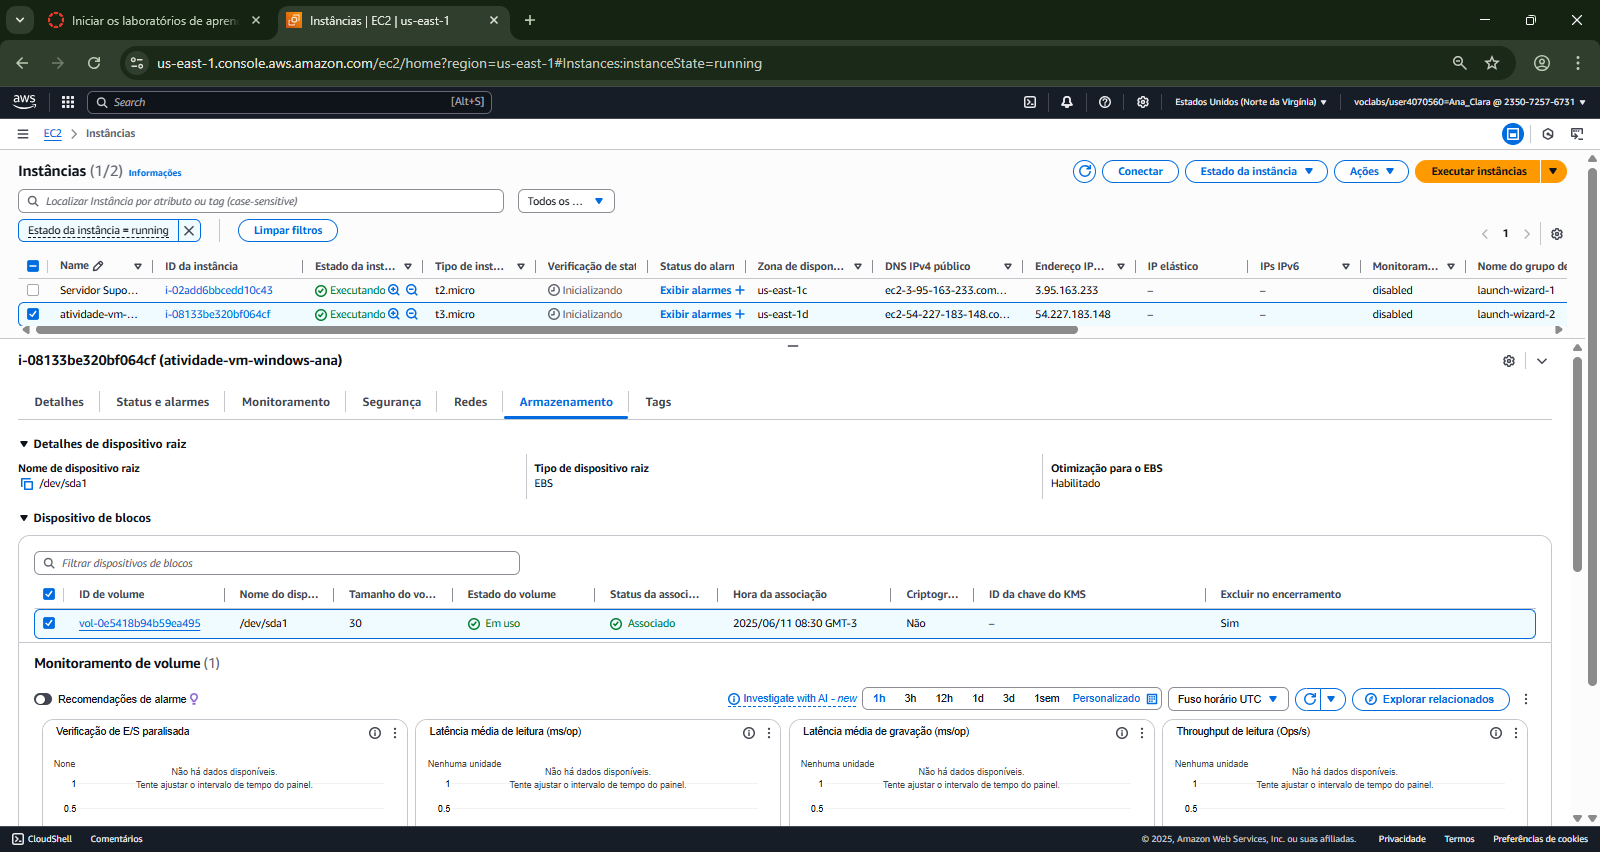 Iniciar os laboratórios de apren
Instâncias | EC2 | us-east-1
us-east-1.console.aws.amazon.com/ec2/home?region=us-east-1#Instances:instanceState=running
aws
Search [Alt+S]
Estados Unidos (Norte da Virgínia)
voclabs/user4070560=Ana_Clara @ 2350-7257-6731
EC2 > Instâncias
Instâncias (1/2) Informações
Conectar
Estado da instância
Ações
Executar instâncias
Localizar Instância por atributo ou tag (case-sensitive)
Todos os ...
Estado da instância = running
Limpar filtros
1
Name ID da instância Estado da inst... Tipo de inst... Verificação de stat Status do alarn Zona de dispon... DNS IPv4 público Endereço IP... IP elástico IPs IPv6 Monitoram... Nome do grupo de
Servidor Supo... i-02add6bbcedd10c43 Executando t2.micro Inicializando Exibir alarmes + us-east-1c ec2-3-95-163-233.com... 3.95.163.233 – – disabled launch-wizard-1
atividade-vm-... i-08133be320bf064cf Executando t3.micro Inicializando Exibir alarmes + us-east-1d ec2-54-227-183-148.co... 54.227.183.148 – – disabled launch-wizard-2
i-08133be320bf064cf (atividade-vm-windows-ana)
Detalhes Status e alarmes Monitoramento Segurança Redes Armazenamento Tags
Detalhes de dispositivo raiz
Nome de dispositivo raiz Tipo de dispositivo raiz Otimização para o EBS
/dev/sda1 EBS Habilitado
Dispositivo de blocos
Filtrar dispositivos de blocos
ID de volume Nome do disp... Tamanho do vo... Estado do volume Status da associ... Hora da associação Criptogr... ID da chave do KMS Excluir no encerramento
vol-0e5418b94b59ea495 /dev/sda1 30 Em uso Associado 2025/06/11 08:30 GMT-3 Não – Sim
Monitoramento de volume (1)
Recomendações de alarme
Investigate with AI - new
1h 3h 12h 1d 3d 1sem Personalizado
Fuso horário UTC
Explorar relacionados
Verificação de E/S paralisada Latência média de leitura (ms/op) Latência média de gravação (ms/op) Throughput de leitura (Ops/s)
None Nenhuma unidade Nenhuma unidade Nenhuma unidade
Não há dados disponíveis. Não há dados disponíveis. Não há dados disponíveis. Não há dados disponíveis.
1 Tente ajustar o intervalo de tempo do painel. 1 Tente ajustar o intervalo de tempo do painel. 1 Tente ajustar o intervalo de tempo do painel. 1 Tente ajustar o intervalo de tempo do painel.
0.5 0.5 0.5 0.5
CloudShell Comentários
© 2025, Amazon Web Services, Inc. ou suas afiliadas. Privacidade Termos Preferências de cookies